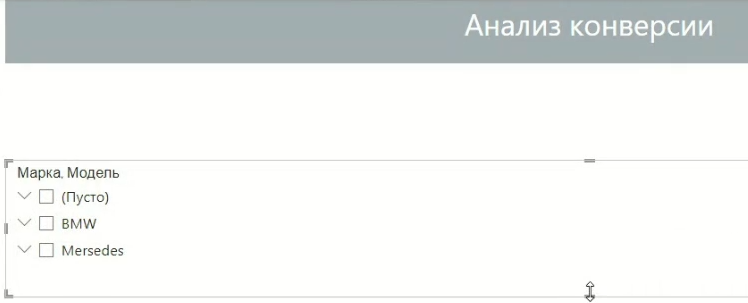 Анализ конверсии
Марка, Модель
(Пусто)
BMW
Mersedes